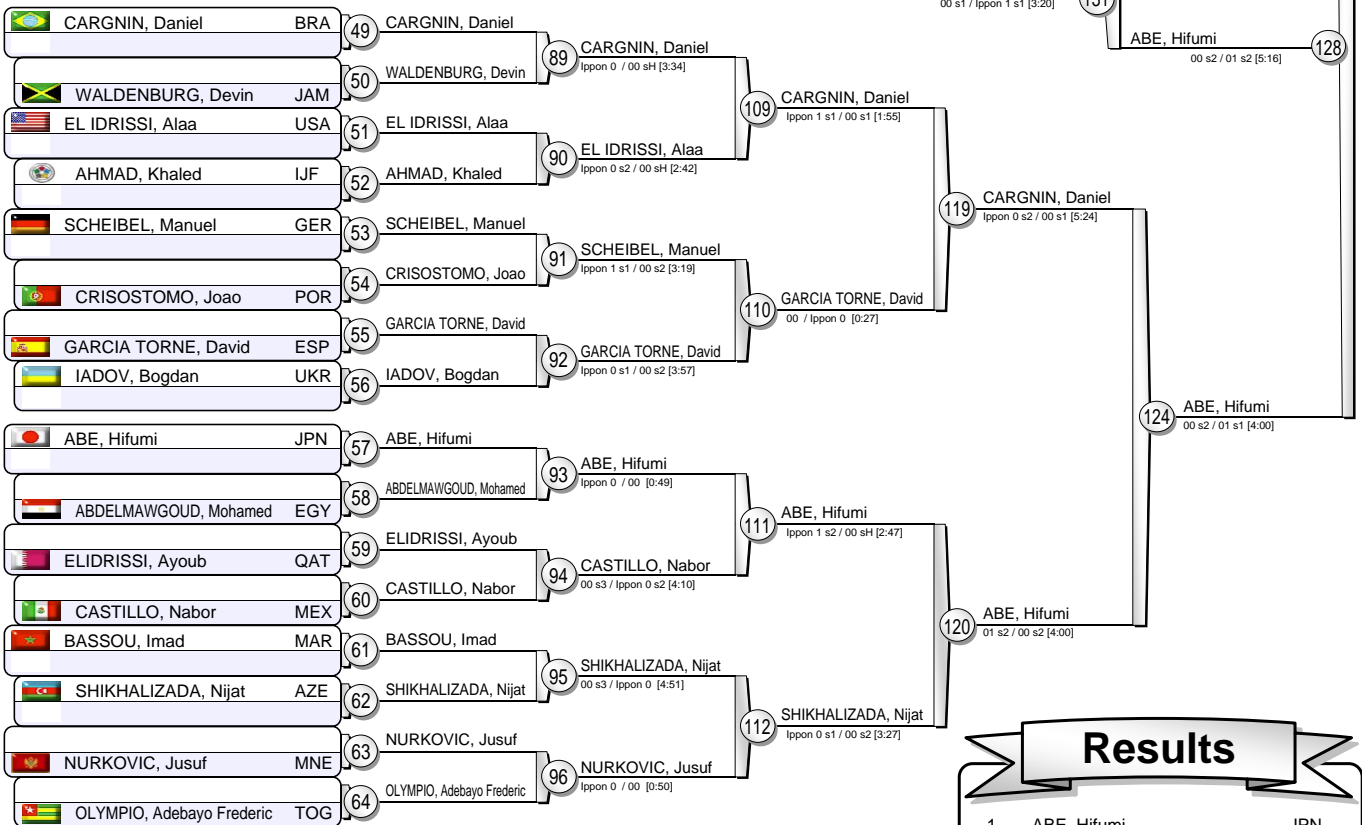 00 s1 / Ippon 1 s1 [3:20]
131
ABE, Hifumi
128
00 s2 / 01 s2 [5:16]
CARGNIN, Daniel BRA
49
CARGNIN, Daniel
89
CARGNIN, Daniel
Ippon 0 / 00 sH [3:34]
WALDENBURG, Devin JAM
50
WALDENBURG, Devin
109
CARGNIN, Daniel
Ippon 1 s1 / 00 s1 [1:55]
EL IDRISSI, Alaa USA
51
EL IDRISSI, Alaa
90
EL IDRISSI, Alaa
Ippon 0 s2 / 00 sH [2:42]
AHMAD, Khaled IJF
52
AHMAD, Khaled
119
CARGNIN, Daniel
Ippon 0 s2 / 00 s1 [5:24]
SCHEIBEL, Manuel GER
53
SCHEIBEL, Manuel
91
SCHEIBEL, Manuel
Ippon 1 s1 / 00 s2 [3:19]
CRISOSTOMO, Joao POR
54
CRISOSTOMO, Joao
110
GARCIA TORNE, David
00 / Ippon 0 [0:27]
GARCIA TORNE, David ESP
55
GARCIA TORNE, David
92
GARCIA TORNE, David
Ippon 0 s1 / 00 s2 [3:57]
IADOV, Bogdan UKR
56
IADOV, Bogdan
124
ABE, Hifumi
00 s2 / 01 s1 [4:00]
ABE, Hifumi JPN
57
ABE, Hifumi
93
ABE, Hifumi
Ippon 0 / 00 [0:49]
ABDELMAWGOUD, Mohamed EGY
58
ABDELMAWGOUD, Mohamed
111
ABE, Hifumi
Ippon 1 s2 / 00 sH [2:47]
ELIDRISSI, Ayoub QAT
59
ELIDRISSI, Ayoub
94
CASTILLO, Nabor
00 s3 / Ippon 0 s2 [4:10]
CASTILLO, Nabor MEX
60
CASTILLO, Nabor
120
ABE, Hifumi
01 s2 / 00 s2 [4:00]
BASSOU, Imad MAR
61
BASSOU, Imad
95
SHIKHALIZADA, Nijat
00 s3 / Ippon 0 [4:51]
SHIKHALIZADA, Nijat AZE
62
SHIKHALIZADA, Nijat
112
SHIKHALIZADA, Nijat
Ippon 0 s1 / 00 s2 [3:27]
NURKOVIC, Jusuf MNE
63
NURKOVIC, Jusuf
96
NURKOVIC, Jusuf
Ippon 0 / 00 [0:50]
OLYMPIO, Adebayo Frederic TOG
64
OLYMPIO, Adebayo Frederic
Results
1 ABE, Hifumi JPN